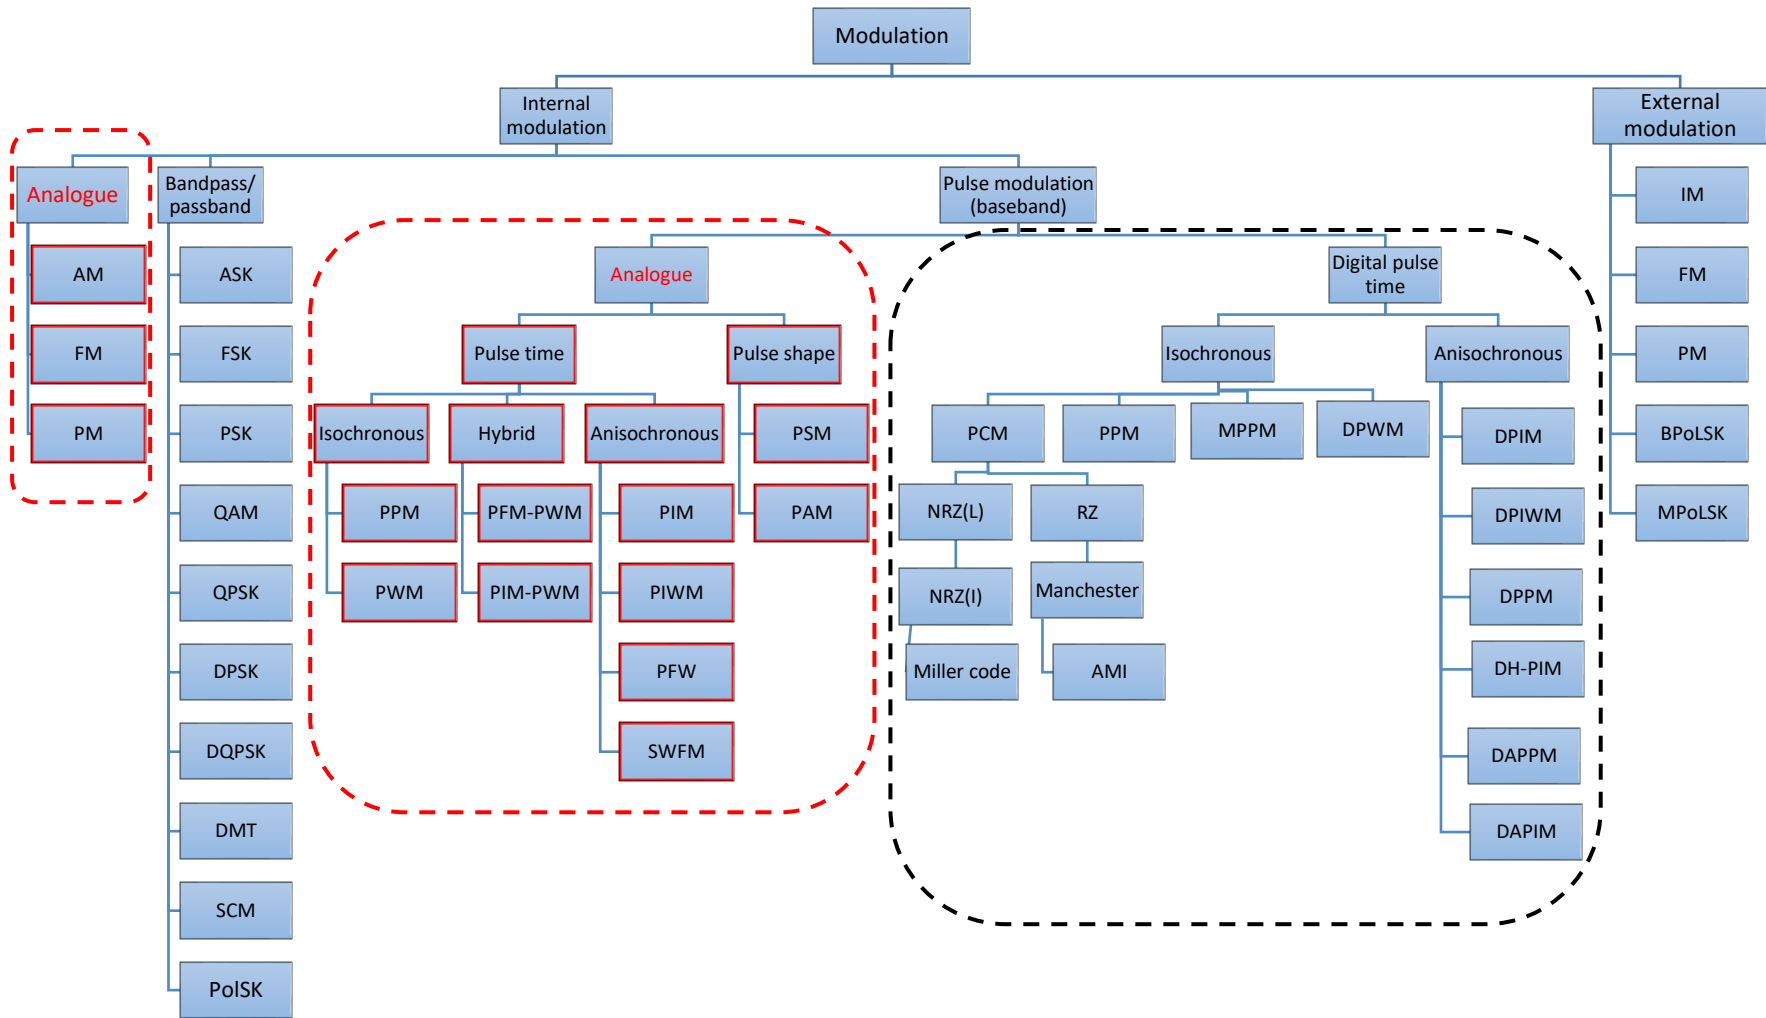 Modulation
Internal
modulation
External
modulation
Analogue
Bandpass/
passband
Pulse modulation
(baseband)
IM
AM
ASK
Analogue
Digital pulse
time
FM
FM
FSK
Pulse time
Pulse shape
Isochronous
Anisochronous
PM
PM
PSK
Isochronous
Hybrid
Anisochronous
PSM
PCM
PPM
MPPM
DPWM
DPIM
BPoLSK
QAM
PPM
PFM-PWM
PIM
PAM
NRZ(L)
RZ
DPIWM
MPoLSK
QPSK
PWM
PIM-PWM
PIWM
NRZ(I)
Manchester
DPPM
DPSK
PFW
Miller code
AMI
DH-PIM
DQPSK
SWFM
DAPPM
DMT
DAPIM
SCM
PolSK